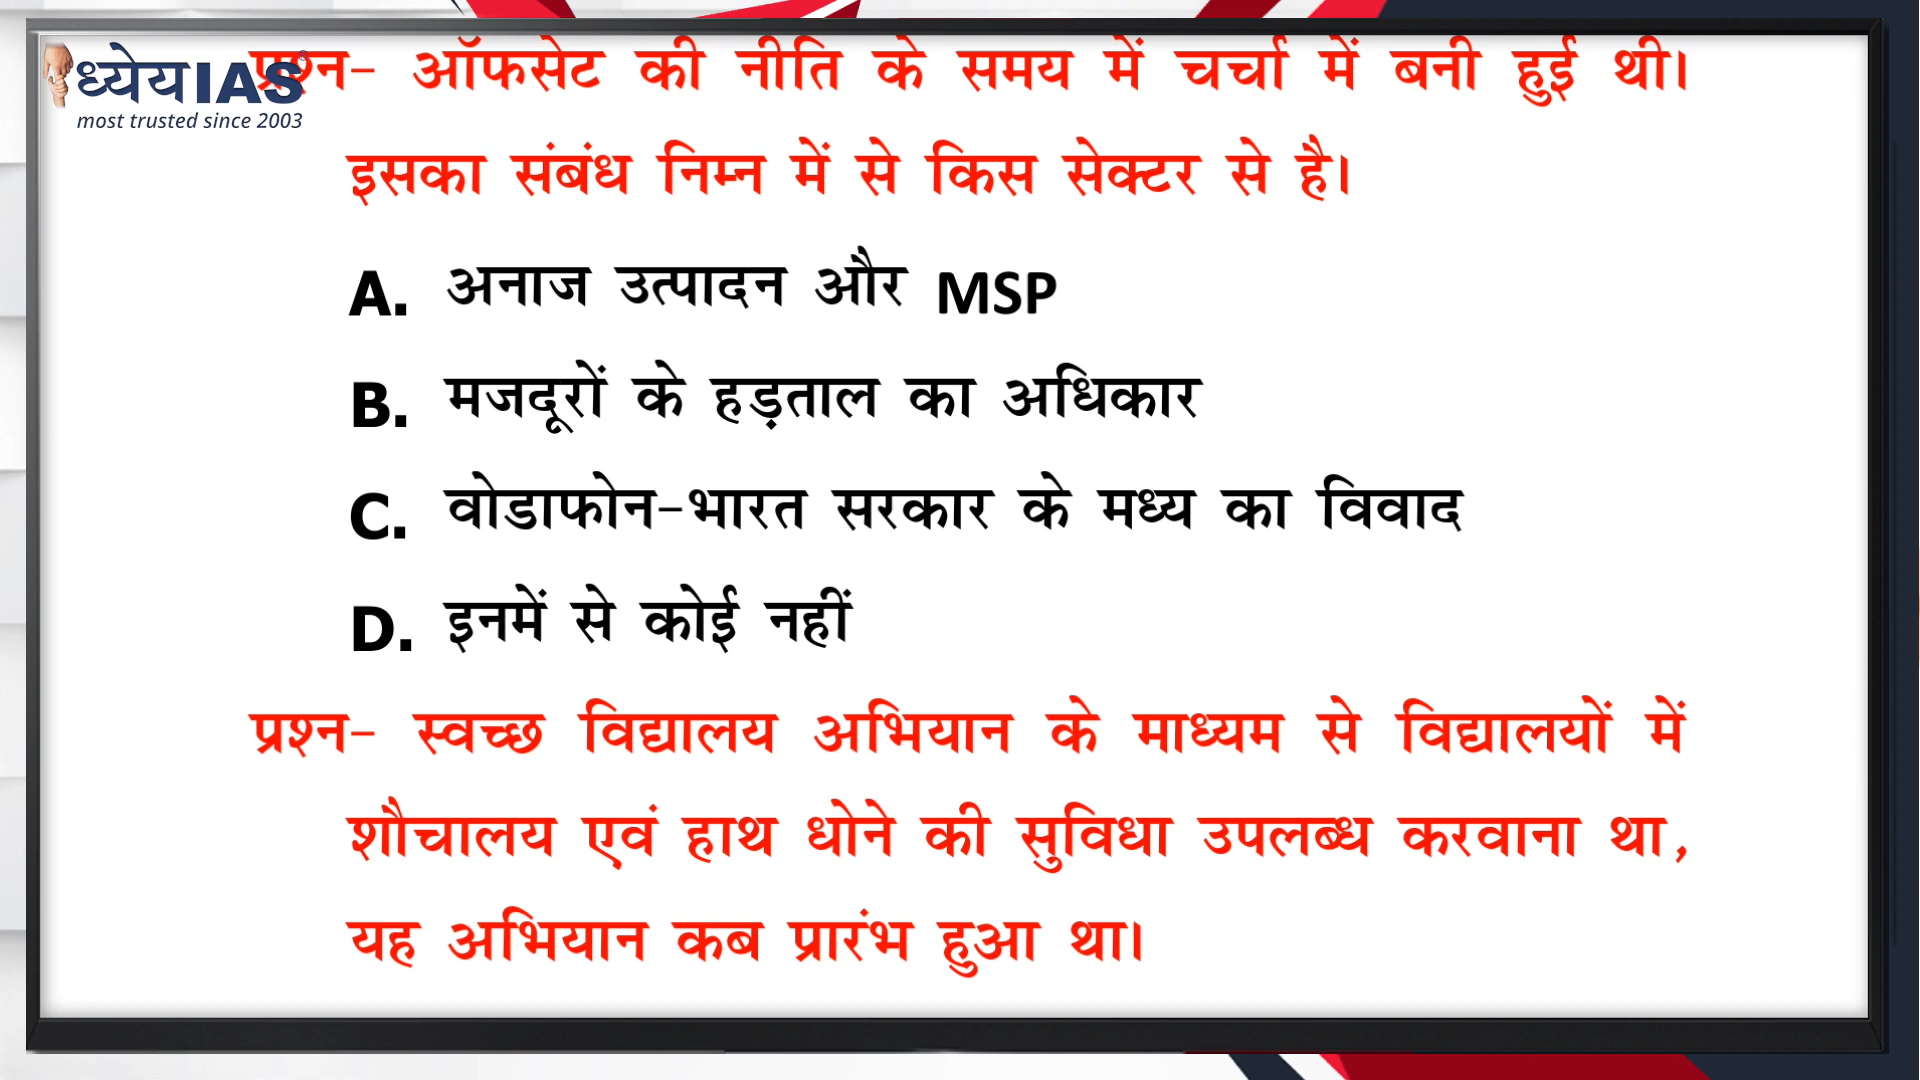 ध्येयIAS
most trusted since 2003
प्रश्न- ऑफसेट की नीति के समय में चर्चा में बनी हुई थी।
इसका संबंध निम्न में से किस सेक्टर से है।
A. अनाज उत्पादन और MSP
B. मजदूरों के हड़ताल का अधिकार
C. वोडाफोन-भारत सरकार के मध्य का विवाद
D. इनमें से कोई नहीं
प्रश्न- स्वच्छ विद्यालय अभियान के माध्यम से विद्यालयों में
शौचालय एवं हाथ धोने की सुविधा उपलब्ध करवाना था,
यह अभियान कब प्रारंभ हुआ था।